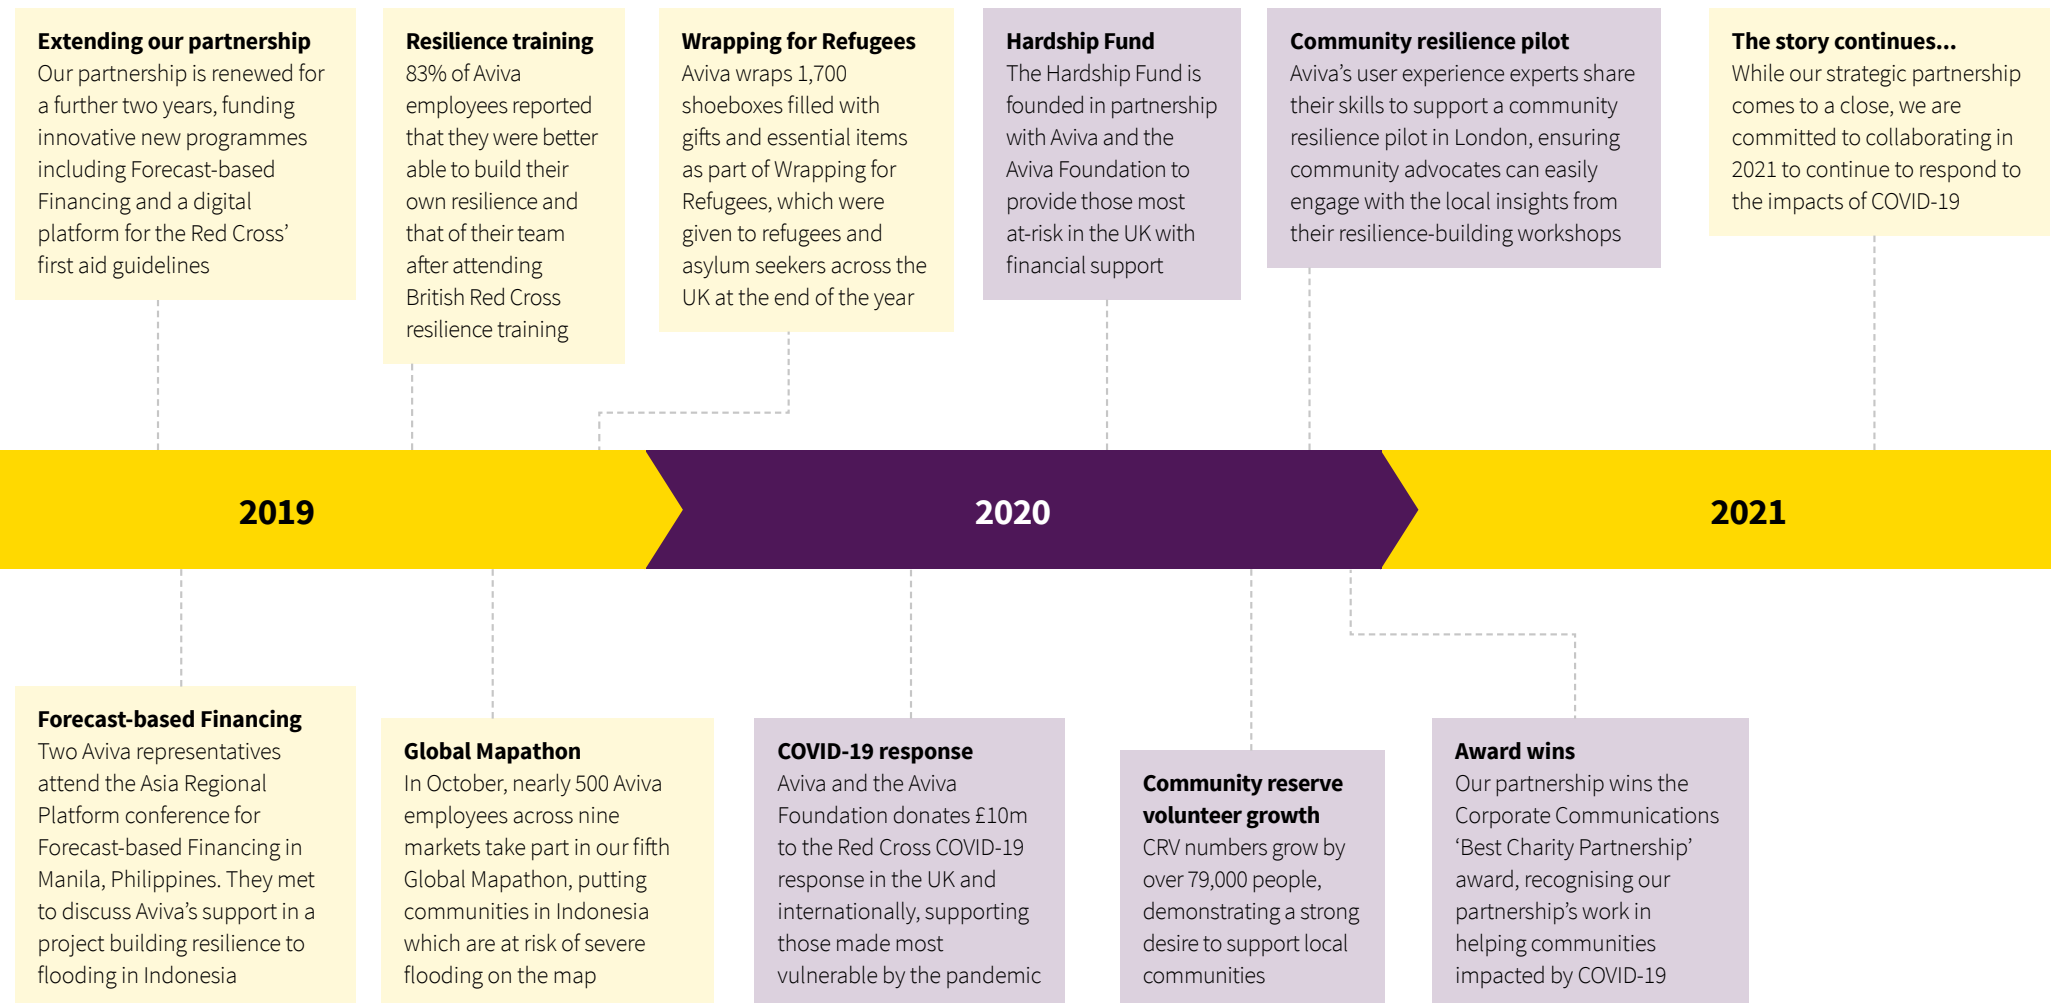 Extending our partnership
Our partnership is renewed for
a further two years, funding
innovative new programmes
including Forecast-based
Financing and a digital
platform for the Red Cross’
first aid guidelines
Resilience training
83% of Aviva
employees reported
that they were better
able to build their
own resilience and
that of their team
after attending
British Red Cross
resilience training
Wrapping for Refugees
Aviva wraps 1,700
shoeboxes filled with
gifts and essential items
as part of Wrapping for
Refugees, which were
given to refugees and
asylum seekers across the
UK at the end of the year
Hardship Fund
The Hardship Fund is
founded in partnership
with Aviva and the
Aviva Foundation to
provide those most
at-risk in the UK with
financial support
Community resilience pilot
Aviva’s user experience experts share
their skills to support a community
resilience pilot in London, ensuring
community advocates can easily
engage with the local insights from
their resilience-building workshops
The story continues...
While our strategic partnership
comes to a close, we are
committed to collaborating in
2021 to continue to respond to
the impacts of COVID-19
2019
2020
2021
Forecast-based Financing
Two Aviva representatives
attend the Asia Regional
Platform conference for
Forecast-based Financing in
Manila, Philippines. They met
to discuss Aviva’s support in a
project building resilience to
flooding in Indonesia
Global Mapathon
In October, nearly 500 Aviva
employees across nine
markets take part in our fifth
Global Mapathon, putting
communities in Indonesia
which are at risk of severe
flooding on the map
COVID-19 response
Aviva and the Aviva
Foundation donates £10m
to the Red Cross COVID-19
response in the UK and
internationally, supporting
those made most
vulnerable by the pandemic
Community reserve
volunteer growth
CRV numbers grow by
over 79,000 people,
demonstrating a strong
desire to support local
communities
Award wins
Our partnership wins the
Corporate Communications
‘Best Charity Partnership’
award, recognising our
partnership’s work in
helping communities
impacted by COVID-19